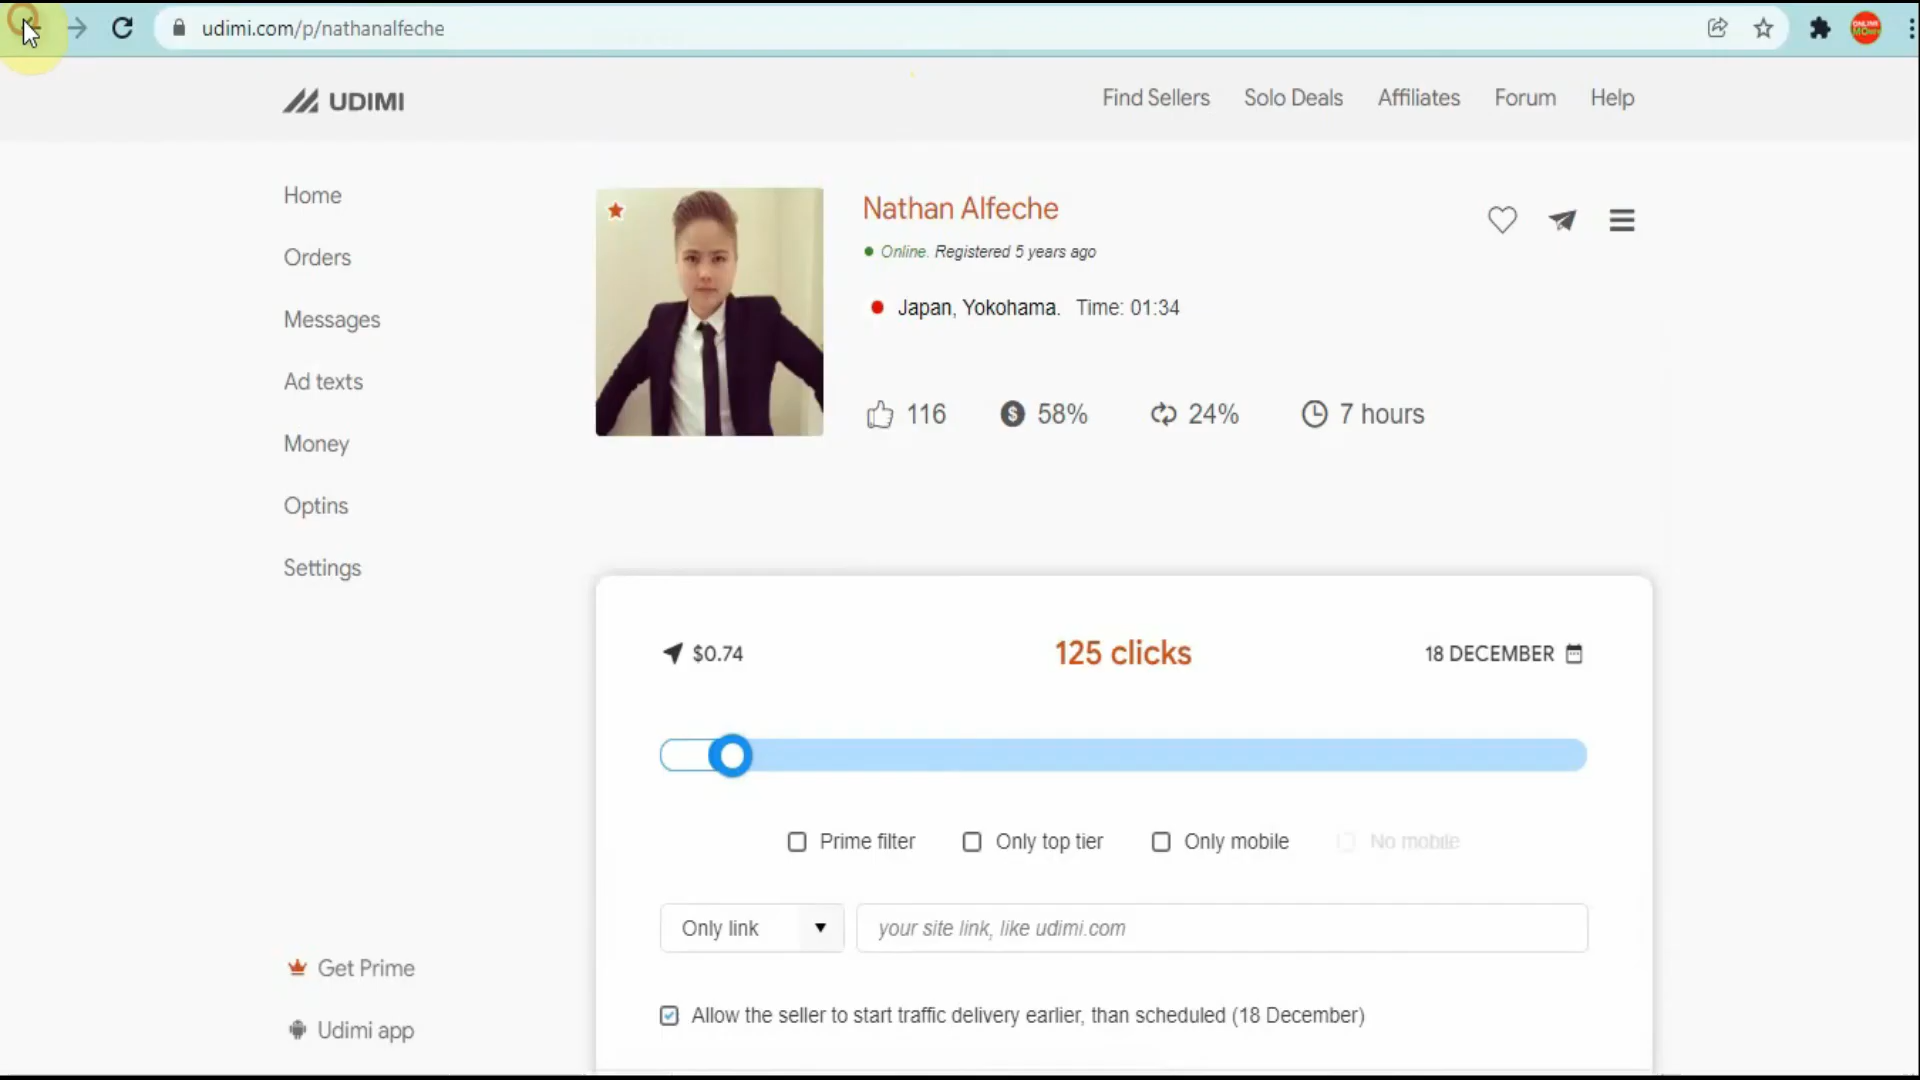 udimi.com/p/nathanalfeche
ONLINE
UDIMI
Find Sellers
Solo Deals
Affiliates
Forum
Help
Home
Orders
Messages
Ad texts
Money
Optins
Settings
Get Prime
Udimi app
Nathan Alfeche
Online. Registered 5 years ago
Japan, Yokohama. Time: 01:34
116
58%
24%
7 hours
$0.74
125 clicks
18 DECEMBER
Prime filter
Only top tier
Only mobile
No mobile
Only link
your site link, like udimi.com
Allow the seller to start traffic delivery earlier, than scheduled (18 December)